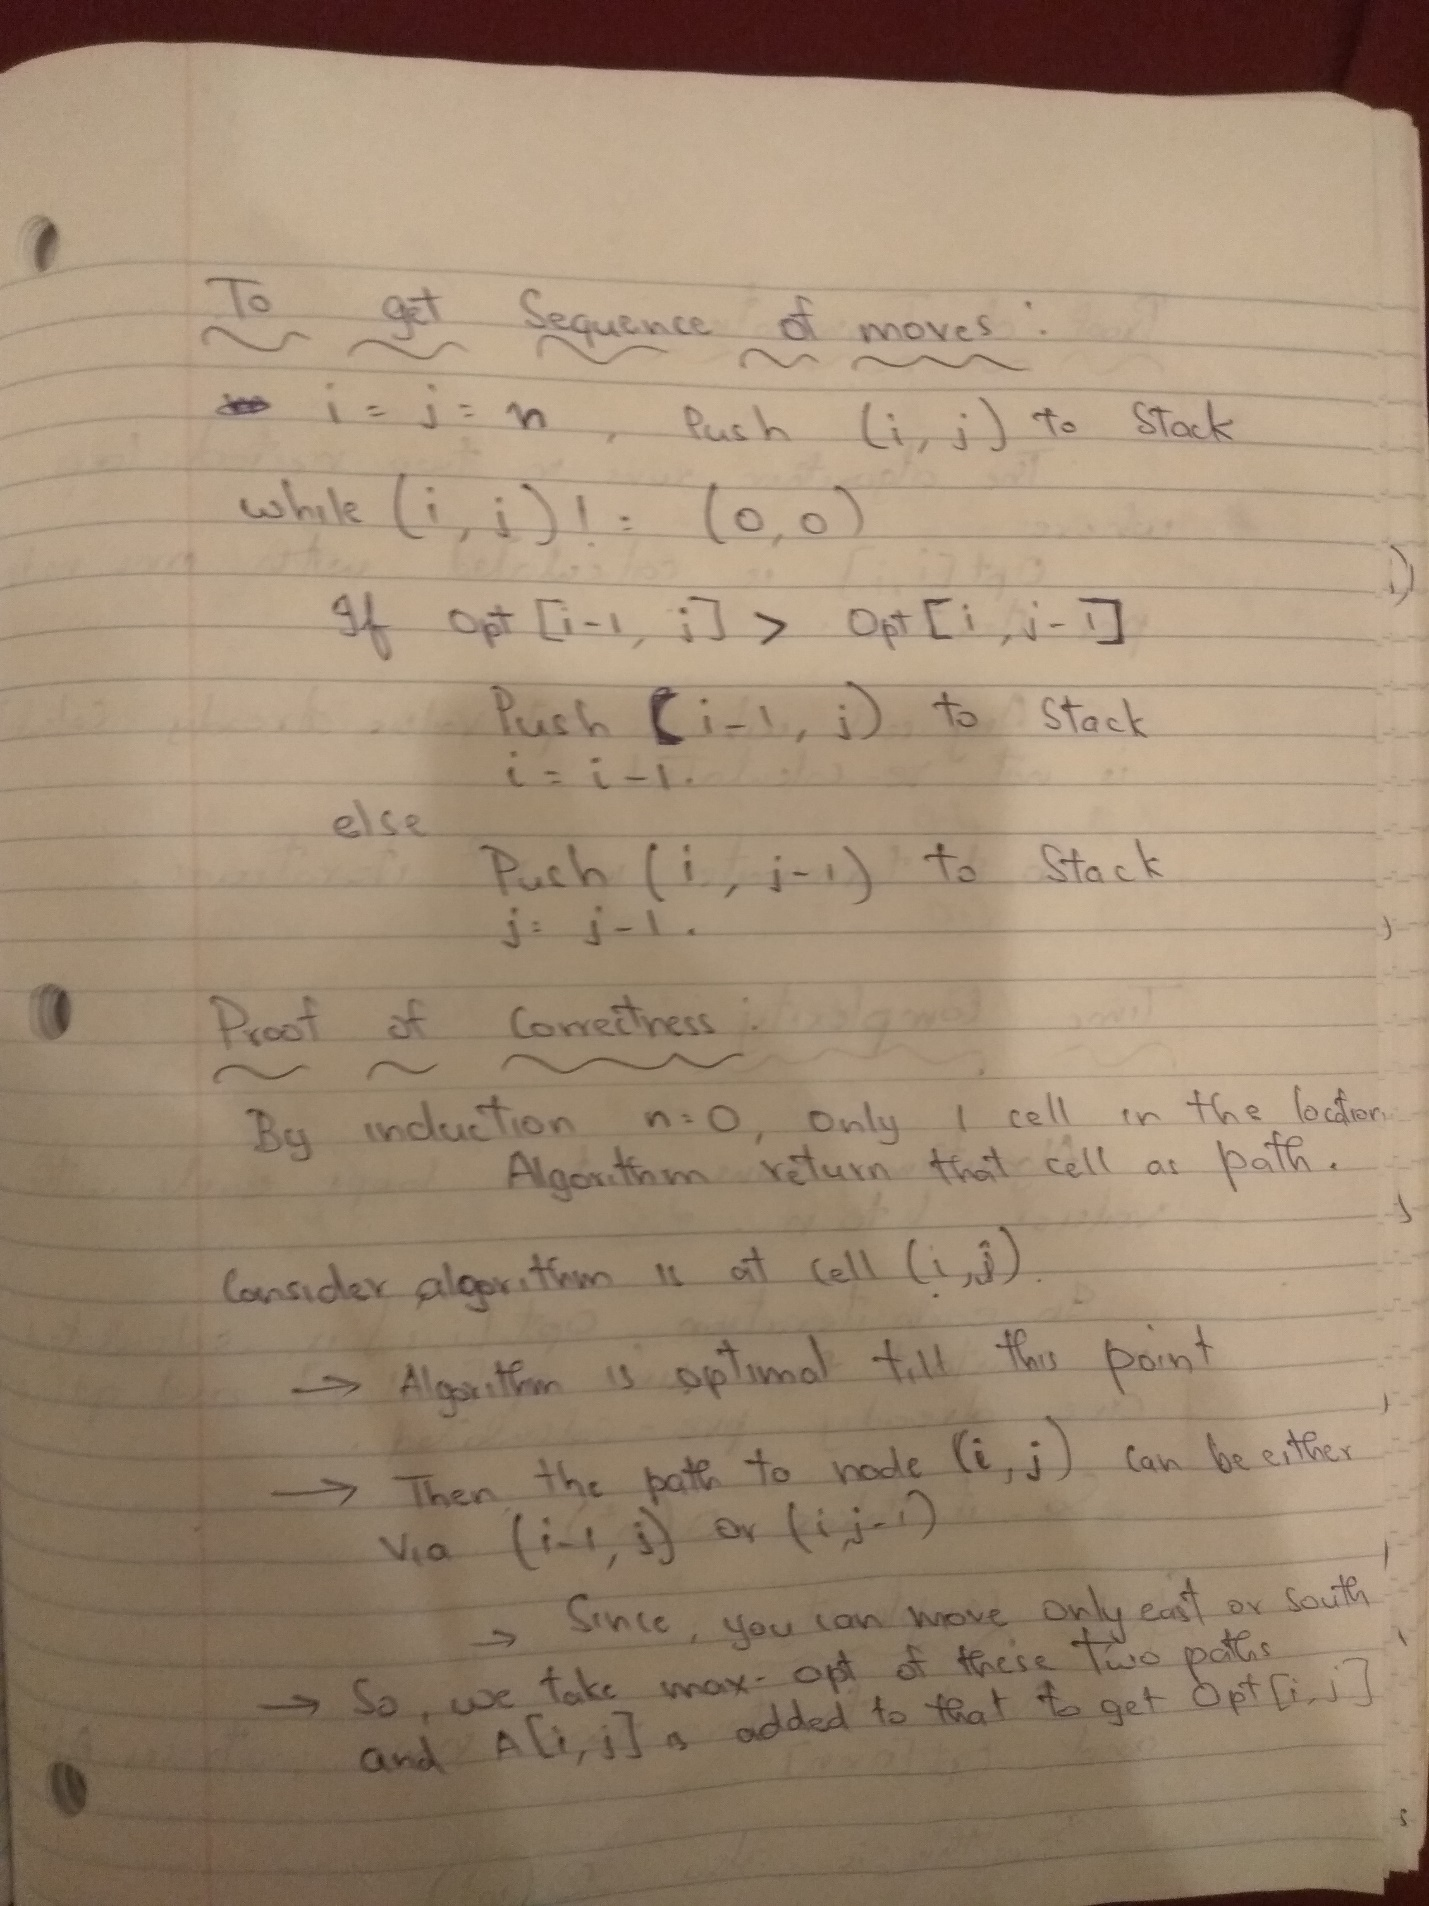 To get Sequence of moves :
i = j = n , Push (i, j) to Stack
while (i, j) != (0,0)
If opt [i-1, j] > Opt [i, j-1]
Push (i-1, j) to Stack
i = i-1.
else
Push (i, j-1) to Stack
j = j-1.
Proof of Correctness :
By induction n=0, only 1 cell in the location
Algorithm return that cell as path.
Consider algorithm is at cell (i,j).
→ Algorithm is optimal till this point
→ Then the path to node (i, j) can be either
via (i-1, j) or (i,j-1)
→ Since, you can move only east or south
→ So, we take max-opt of these two paths
and A[i, j] is added to that to get Opt[i, j]